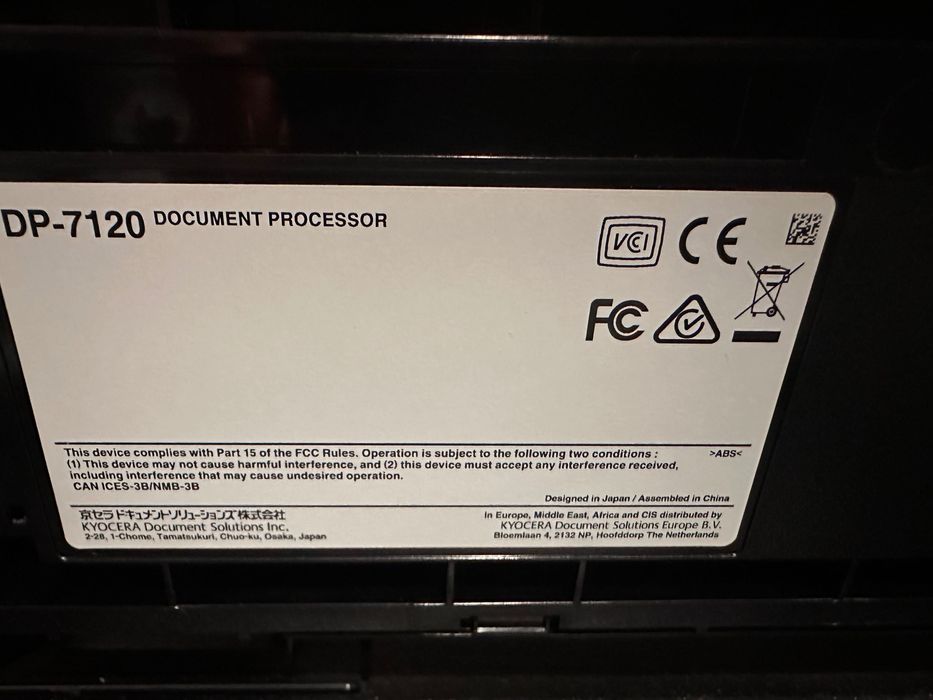 DP-7120 DOCUMENT PROCESSOR
VCI CE
FC
This device complies with Part 15 of the FCC Rules. Operation is subject to the following two conditions : >ABS<
(1) This device may not cause harmful interference, and (2) this device must accept any interference received,
including interference that may cause undesired operation.
CAN ICES-3B/NMB-3B
Designed in Japan / Assembled in China
京セラドキュメントソリューションズ株式会社
KYOCERA Document Solutions Inc.
2-28, 1-Chome, Tamatsukuri, Chuo-ku, Osaka, Japan
In Europe, Middle East, Africa and CIS distributed by
KYOCERA Document Solutions Europe B.V.
Bloemlaan 4, 2132 NP, Hoofddorp The Netherlands